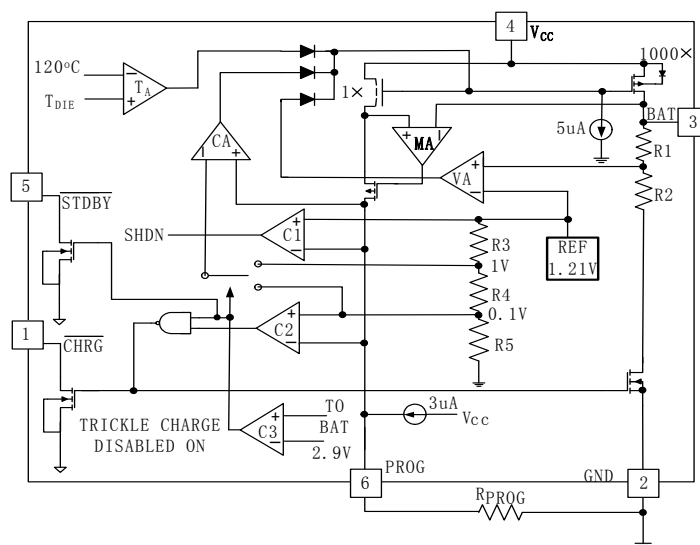 4
VCC
1000×
120°C
TA
TDIE
1×
BAT
3
5uA
MA
R1
CA
VA
R2
5
STDBY
SHDN
C1
R3
REF
1.21V
1V
R4
0.1V
1
C2
R5
CHRG
3uA
Vcc
TRICKLE CHARGE
DISABLED ON
C3
TO
BAT
2.9V
6
PROG
GND
2
RPROG